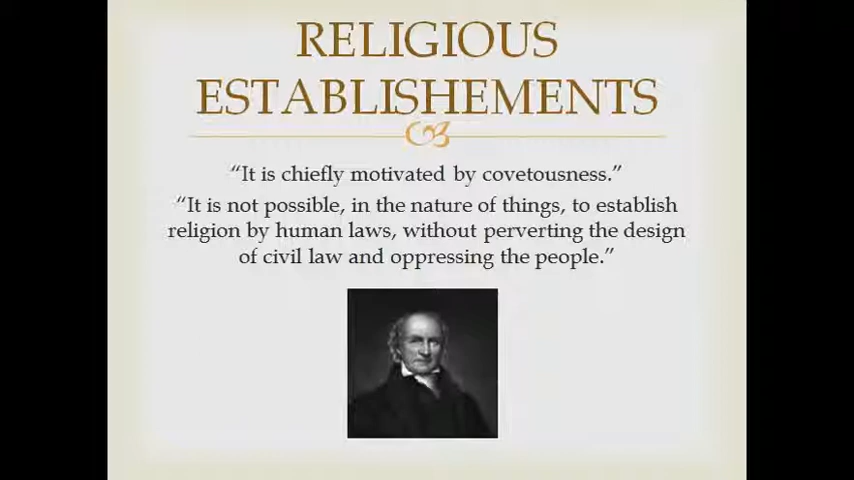 RELIGIOUS
ESTABLISHEMENTS
“It is chiefly motivated by covetousness.”
“It is not possible, in the nature of things, to establish
religion by human laws, without perverting the design
of civil law and oppressing the people.”